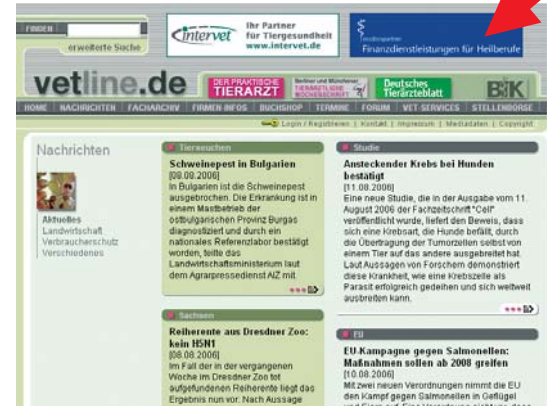 FINDEN
erweiterte Suche
intervet
Ihr Partner
für Tiergesundheit
www.intervet.de
Finanzdienstleistungen für Heilberufe
vetline.de
DER PRAKTISCHE
TIERARZT
Berliner und Münchener
TIERÄRZTLICHE
WOCHENSCHRIFT
Deutsches
Tierärzteblatt
BTK
HOME | NACHRICHTEN | FACHARCHIV | FIRMEN-INFOS | BUCHSHOP | TERMINE | FORUM | VET-SERVICES | STELLENBÖRSE
Login / Registrieren | Kontakt | Impressum | Mediadaten | Copyright
Nachrichten
Aktuelles
Landwirtschaft
Verbraucherschutz
Verschiedenes
Tierseuchen
Schweinepest in Bulgarien
[09.08.2006]
In Bulgarien ist die Schweinepest
ausgebrochen. Die Erkrankung ist in
einem Mastbetrieb der
ostbulgarischen Provinz Burgas
diagnostiziert und durch ein
nationales Referenzlabor bestätigt
worden, teilte das
Landwirtschaftsministerium laut
dem Agrarpressedienst AIZ mit.
Sachsen
Reiherente aus Dresdner Zoo:
kein H5N1
[08.08.2006]
Im Fall der in der vergangenen
Woche im Dresdner Zoo tot
aufgefundenen Reiherente liegt das
Ergebnis nun vor: Nach Aussage
Studie
Ansteckender Krebs bei Hunden
bestätigt
[11.08.2006]
Eine neue Studie, die in der Ausgabe vom 11.
August 2006 der Fachzeitschrift "Cell"
veröffentlicht wurde, liefert den Beweis, dass
sich eine Krebsart, die Hunde befällt, durch
die Übertragung der Tumorzellen selbst von
einem Tier auf das andere ausgebreitet hat.
Laut Aussagen von Forschern demonstriert
diese Krankheit, wie eine Krebszelle als
Parasit erfolgreich gedeihen und sich weltweit
ausbreiten kann.
EU
EU-Kampagne gegen Salmonellen:
Maßnahmen sollen ab 2008 greifen
[10.08.2006]
Mit zwei neuen Verordnungen nimmt die EU
den Kampf gegen Salmonellen in Geflügel